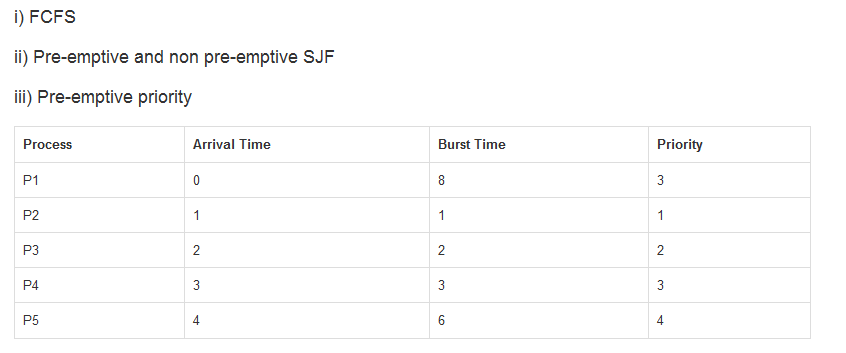 i) FCFS
ii) Pre-emptive and non pre-emptive SJF
iii) Pre-emptive priority
Process Arrival Time Burst Time Priority
P1 0 8 3
P2 1 1 1
P3 2 2 2
P4 3 3 3
P5 4 6 4